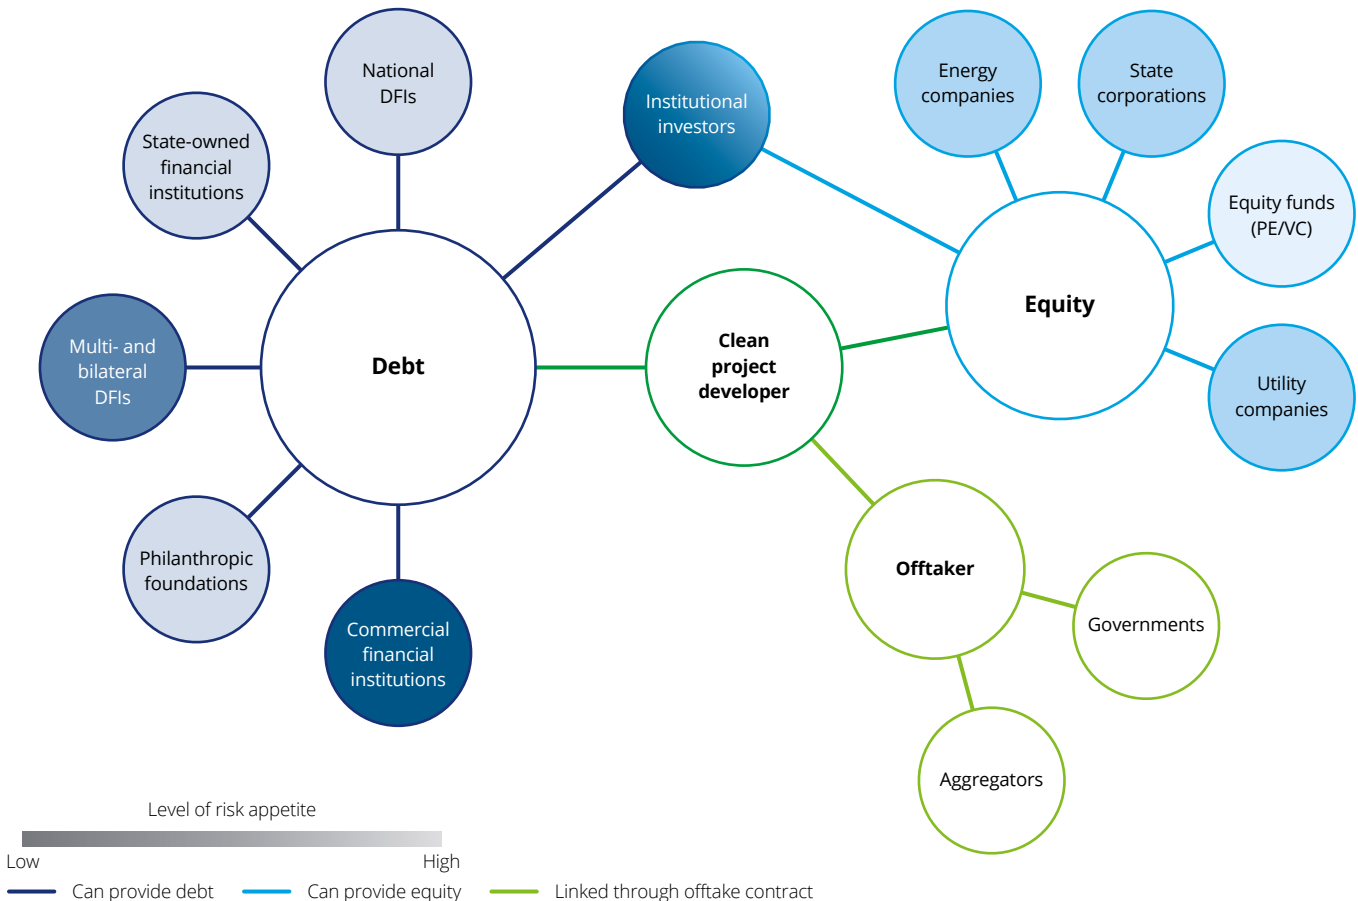 National
DFIs
State-owned
financial
institutions
Multi- and
bilateral
DFIs
Philanthropic
foundations
Commercial
financial
institutions
Debt
Institutional
investors
Clean
project
developer
Energy
companies
State
corporations
Equity funds
(PE/VC)
Utility
companies
Equity
Offtaker
Governments
Aggregators
Level of risk appetite
Low
High
Can provide debt
Can provide equity
Linked through offtake contract